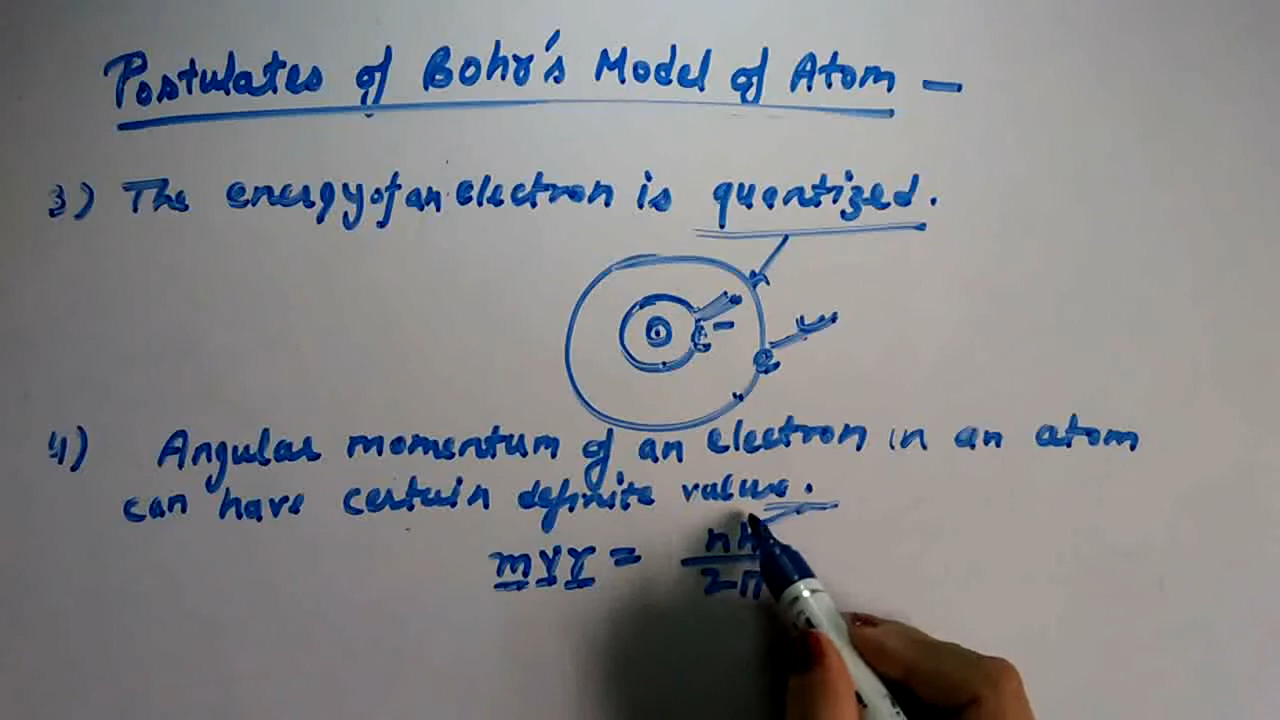 Postulates of Bohr's Model of Atom –
3) The energy of an electron is quantized.
4) Angular momentum of an electron in an atom
can have certain definite values.
mvr = nh
2π